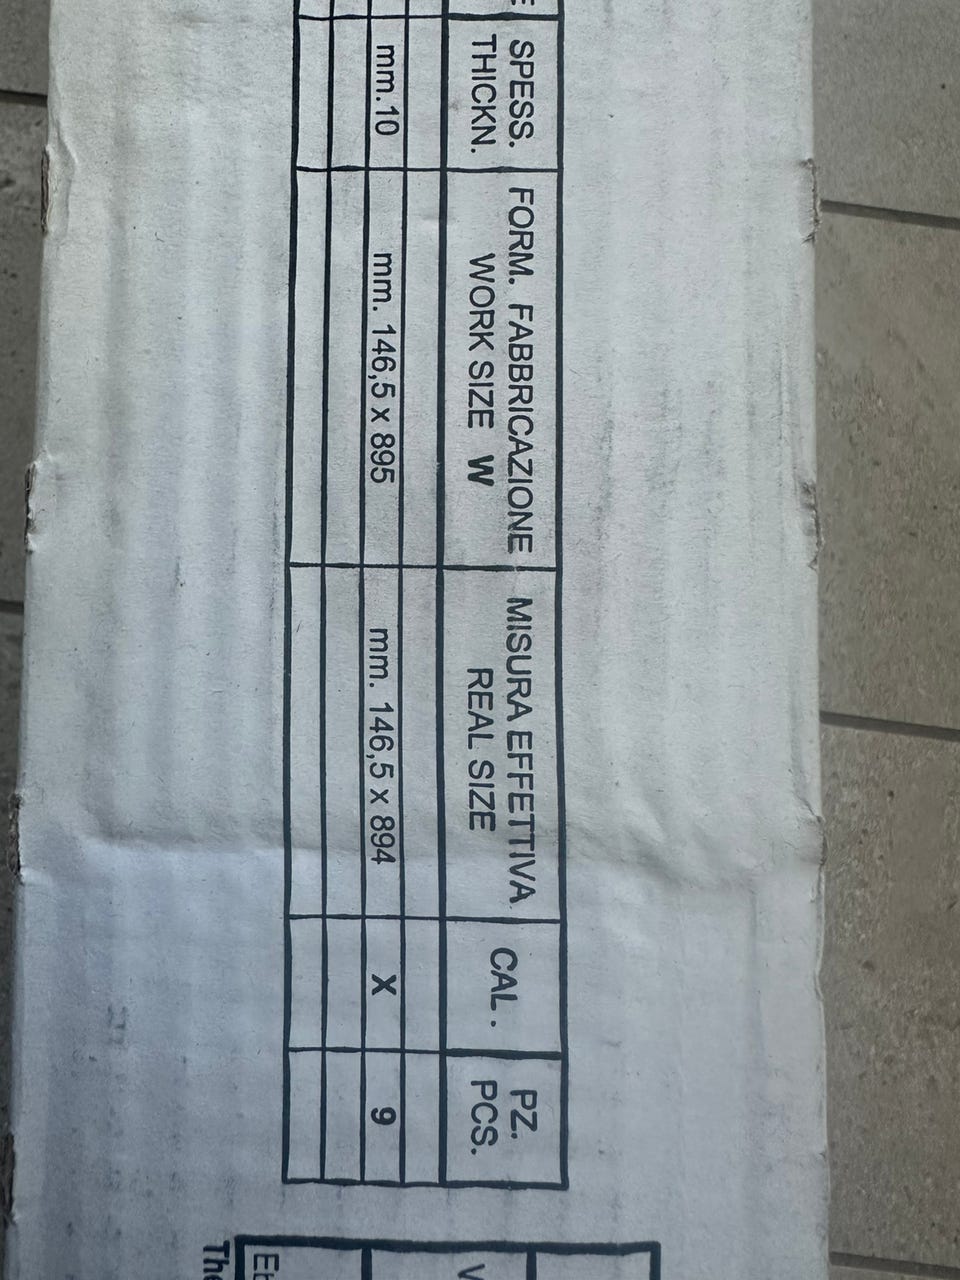 SPESS.
THICKN.
FORM. FABBRICAZIONE
WORK SIZE W
MISURA EFFETTIVA
REAL SIZE
CAL.
PZ.
PCS.
mm.10
mm. 146,5 x 895
mm. 146,5 x 894
X
9